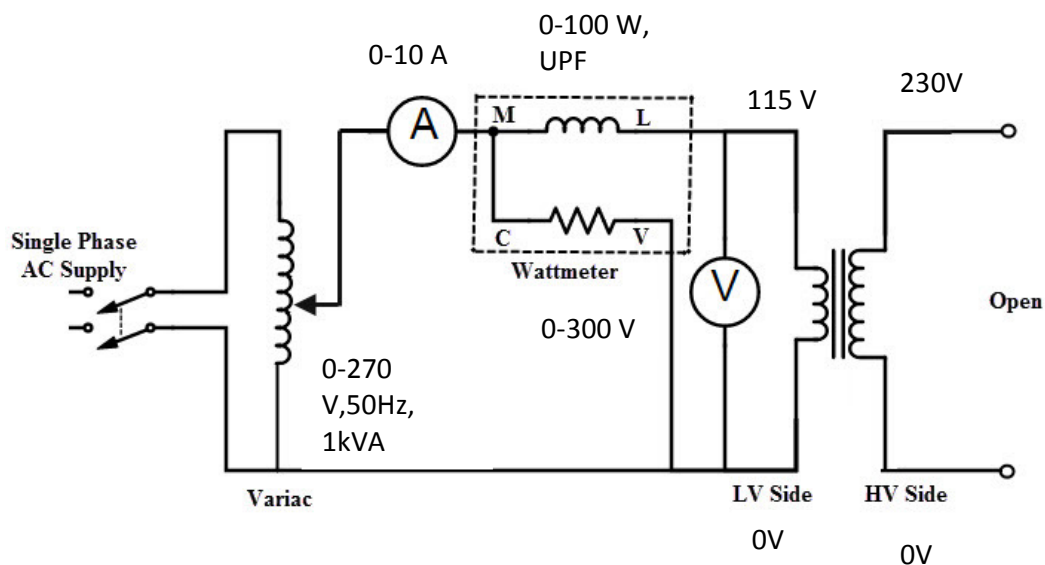 0-100 W,
UPF
0-10 A
230V
115 V
A
M
L
C
V
Wattmeter
Single Phase
AC Supply
V
Open
0-300 V
0-270
V,50Hz,
1kVA
Variac
LV Side
HV Side
0V
0V